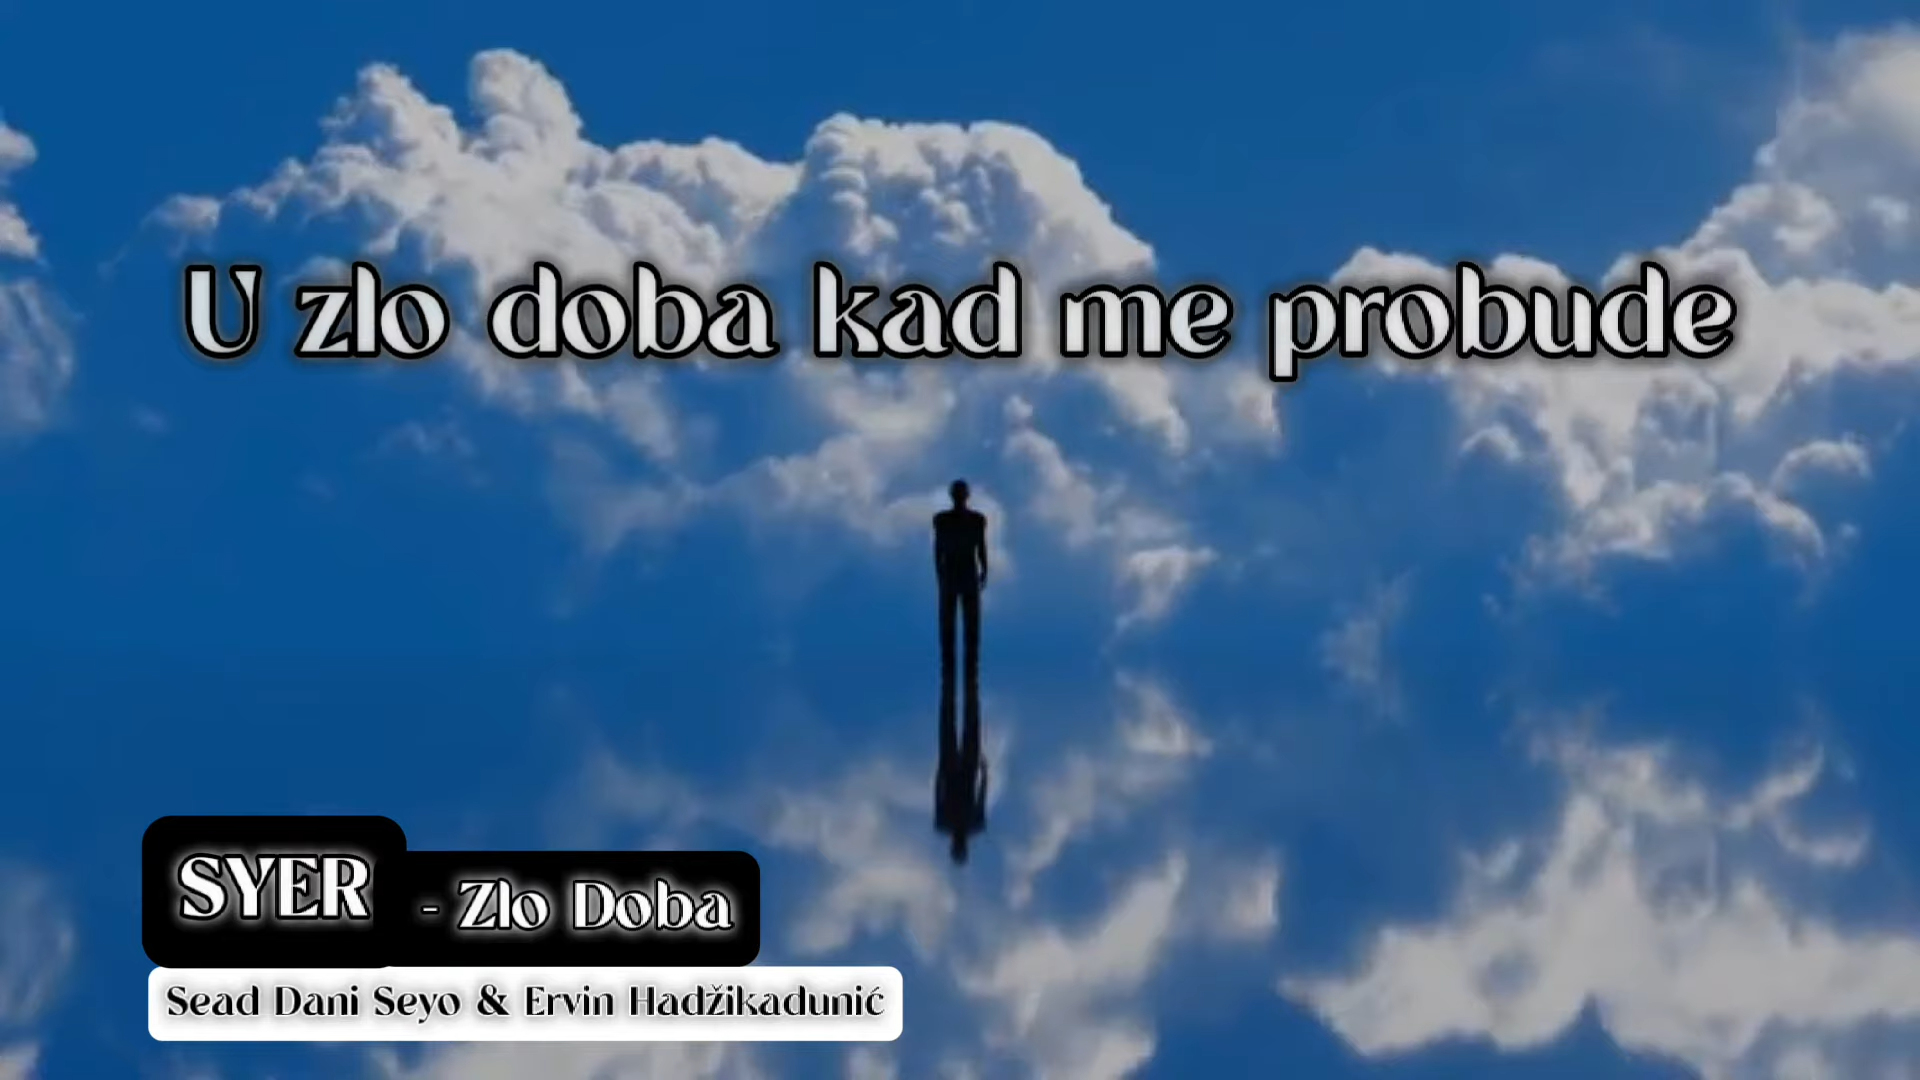 U zlo doba kad me probude
SYER - Zlo Doba
Sead Dani Seyo & Ervin Hadžikadunić